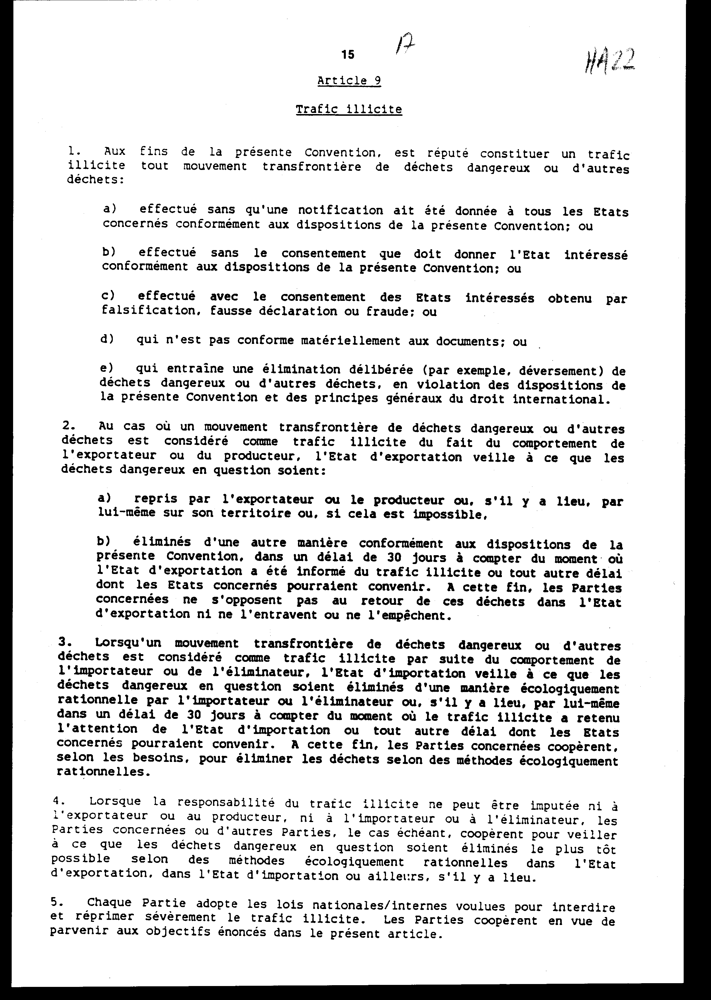 15
17
HA22
Article 9
Trafic illicite
1. Aux fins de la présente Convention, est réputé constituer un trafic
illicite tout mouvement transfrontière de déchets dangereux ou d'autres
déchets:
a) effectué sans qu'une notification ait été donnée à tous les Etats
concernés conformément aux dispositions de la présente Convention; ou
b) effectué sans le consentement que doit donner l'Etat intéressé
conformément aux dispositions de la présente Convention; ou
c) effectué avec le consentement des Etats intéressés obtenu par
falsification, fausse déclaration ou fraude; ou
d) qui n'est pas conforme matériellement aux documents; ou
e) qui entraîne une élimination délibérée (par exemple, déversement) de
déchets dangereux ou d'autres déchets, en violation des dispositions de
la présente Convention et des principes généraux du droit international.
2. Au cas où un mouvement transfrontière de déchets dangereux ou d'autres
déchets est considéré comme trafic illicite du fait du comportement de
l'exportateur ou du producteur, l'Etat d'exportation veille à ce que les
déchets dangereux en question soient:
a) repris par l'exportateur ou le producteur ou, s'il y a lieu, par
lui-même sur son territoire ou, si cela est impossible,
b) éliminés d'une autre manière conformément aux dispositions de la
présente Convention, dans un délai de 30 jours à compter du moment où
l'Etat d'exportation a été informé du trafic illicite ou tout autre délai
dont les Etats concernés pourraient convenir. A cette fin, les Parties
concernées ne s'opposent pas au retour de ces déchets dans l'Etat
d'exportation ni ne l'entravent ou ne l'empêchent.
3. Lorsqu'un mouvement transfrontière de déchets dangereux ou d'autres
déchets est considéré comme trafic illicite par suite du comportement de
l'importateur ou de l'éliminateur, l'Etat d'importation veille à ce que les
déchets dangereux en question soient éliminés d'une manière écologiquement
rationnelle par l'importateur ou l'éliminateur ou, s'il y a lieu, par lui-même
dans un délai de 30 jours à compter du moment où le trafic illicite a retenu
l'attention de l'Etat d'importation ou tout autre délai dont les Etats
concernés pourraient convenir. A cette fin, les Parties concernées coopèrent,
selon les besoins, pour éliminer les déchets selon des méthodes écologiquement
rationnelles.
4. Lorsque la responsabilité du trafic illicite ne peut être imputée ni à
l'exportateur ou au producteur, ni à l'importateur ou à l'éliminateur, les
Parties concernées ou d'autres Parties, le cas échéant, coopèrent pour veiller
à ce que les déchets dangereux en question soient éliminés le plus tôt
possible selon des méthodes écologiquement rationnelles dans l'Etat
d'exportation, dans l'Etat d'importation ou ailleurs, s'il y a lieu.
5. Chaque Partie adopte les lois nationales/internes voulues pour interdire
et réprimer sévèrement le trafic illicite. Les Parties coopèrent en vue de
parvenir aux objectifs énoncés dans le présent article.